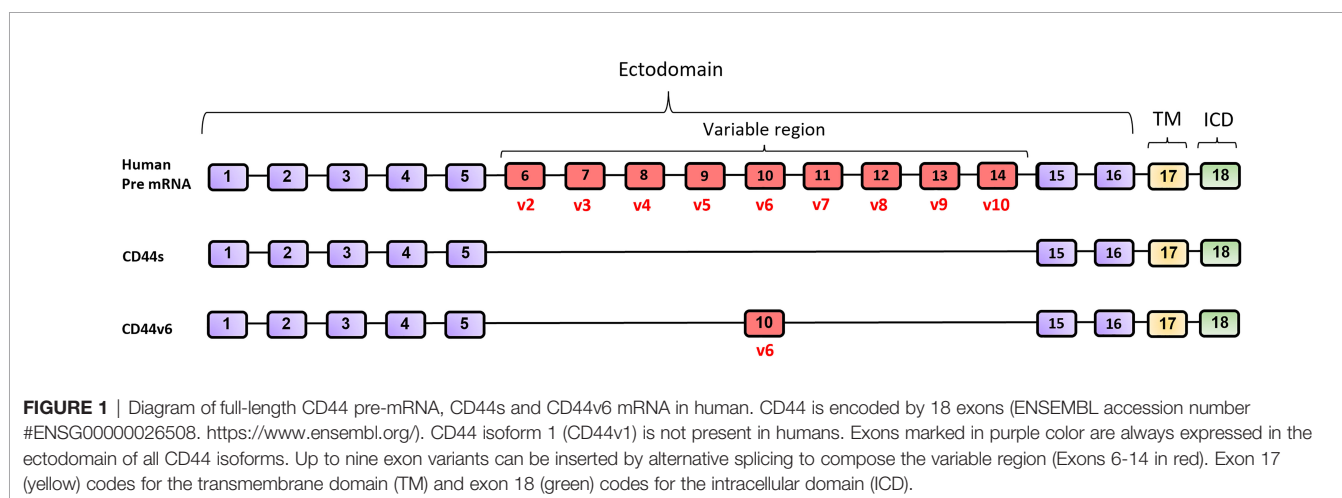 Ectodomain
Variable region
TM ICD
Human
Pre mRNA
1 2 3 4 5 6 7 8 9 10 11 12 13 14 15 16 17 18
v2 v3 v4 v5 v6 v7 v8 v9 v10
CD44s
1 2 3 4 5 15 16 17 18
CD44v6
1 2 3 4 5 10 15 16 17 18
v6
FIGURE 1 | Diagram of full-length CD44 pre-mRNA, CD44s and CD44v6 mRNA in human. CD44 is encoded by 18 exons (ENSEMBL accession number
#ENSG00000026508. https://www.ensembl.org/). CD44 isoform 1 (CD44v1) is not present in humans. Exons marked in purple color are always expressed in the
ectodomain of all CD44 isoforms. Up to nine exon variants can be inserted by alternative splicing to compose the variable region (Exons 6-14 in red). Exon 17
(yellow) codes for the transmembrane domain (TM) and exon 18 (green) codes for the intracellular domain (ICD).